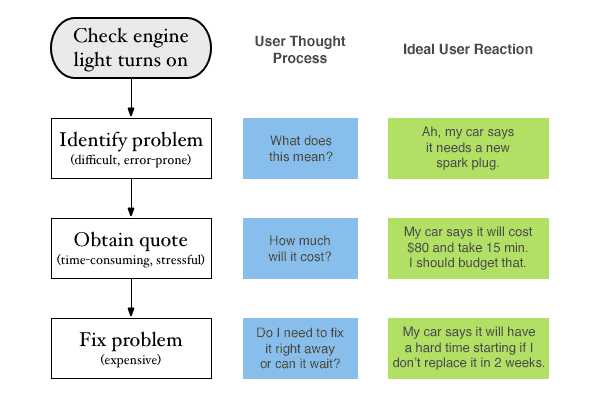 Check engine
light turns on
User Thought
Process
Ideal User Reaction
Identify problem
(difficult, error-prone)
What does
this mean?
Ah, my car says
it needs a new
spark plug.
Obtain quote
(time-consuming, stressful)
How much
will it cost?
My car says it will cost
$80 and take 15 min.
I should budget that.
Fix problem
(expensive)
Do I need to fix
it right away
or can it wait?
My car says it will have
a hard time starting if I
don't replace it in 2 weeks.